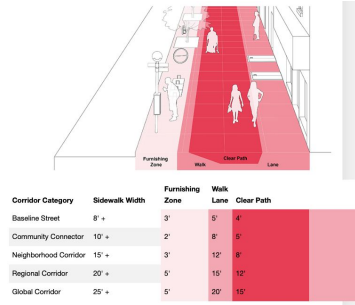 Furnishing
Zone Walk Clear Path Lane
Furnishing Walk
Corridor Category Sidewalk Width Zone Lane Clear Path
Baseline Street 8' + 3' 5' 4'
Community Connector 10' + 2' 8' 5'
Neighborhood Corridor 15' + 3' 12' 8'
Regional Corridor 20' + 5' 15' 12'
Global Corridor 25' + 5' 20' 15'